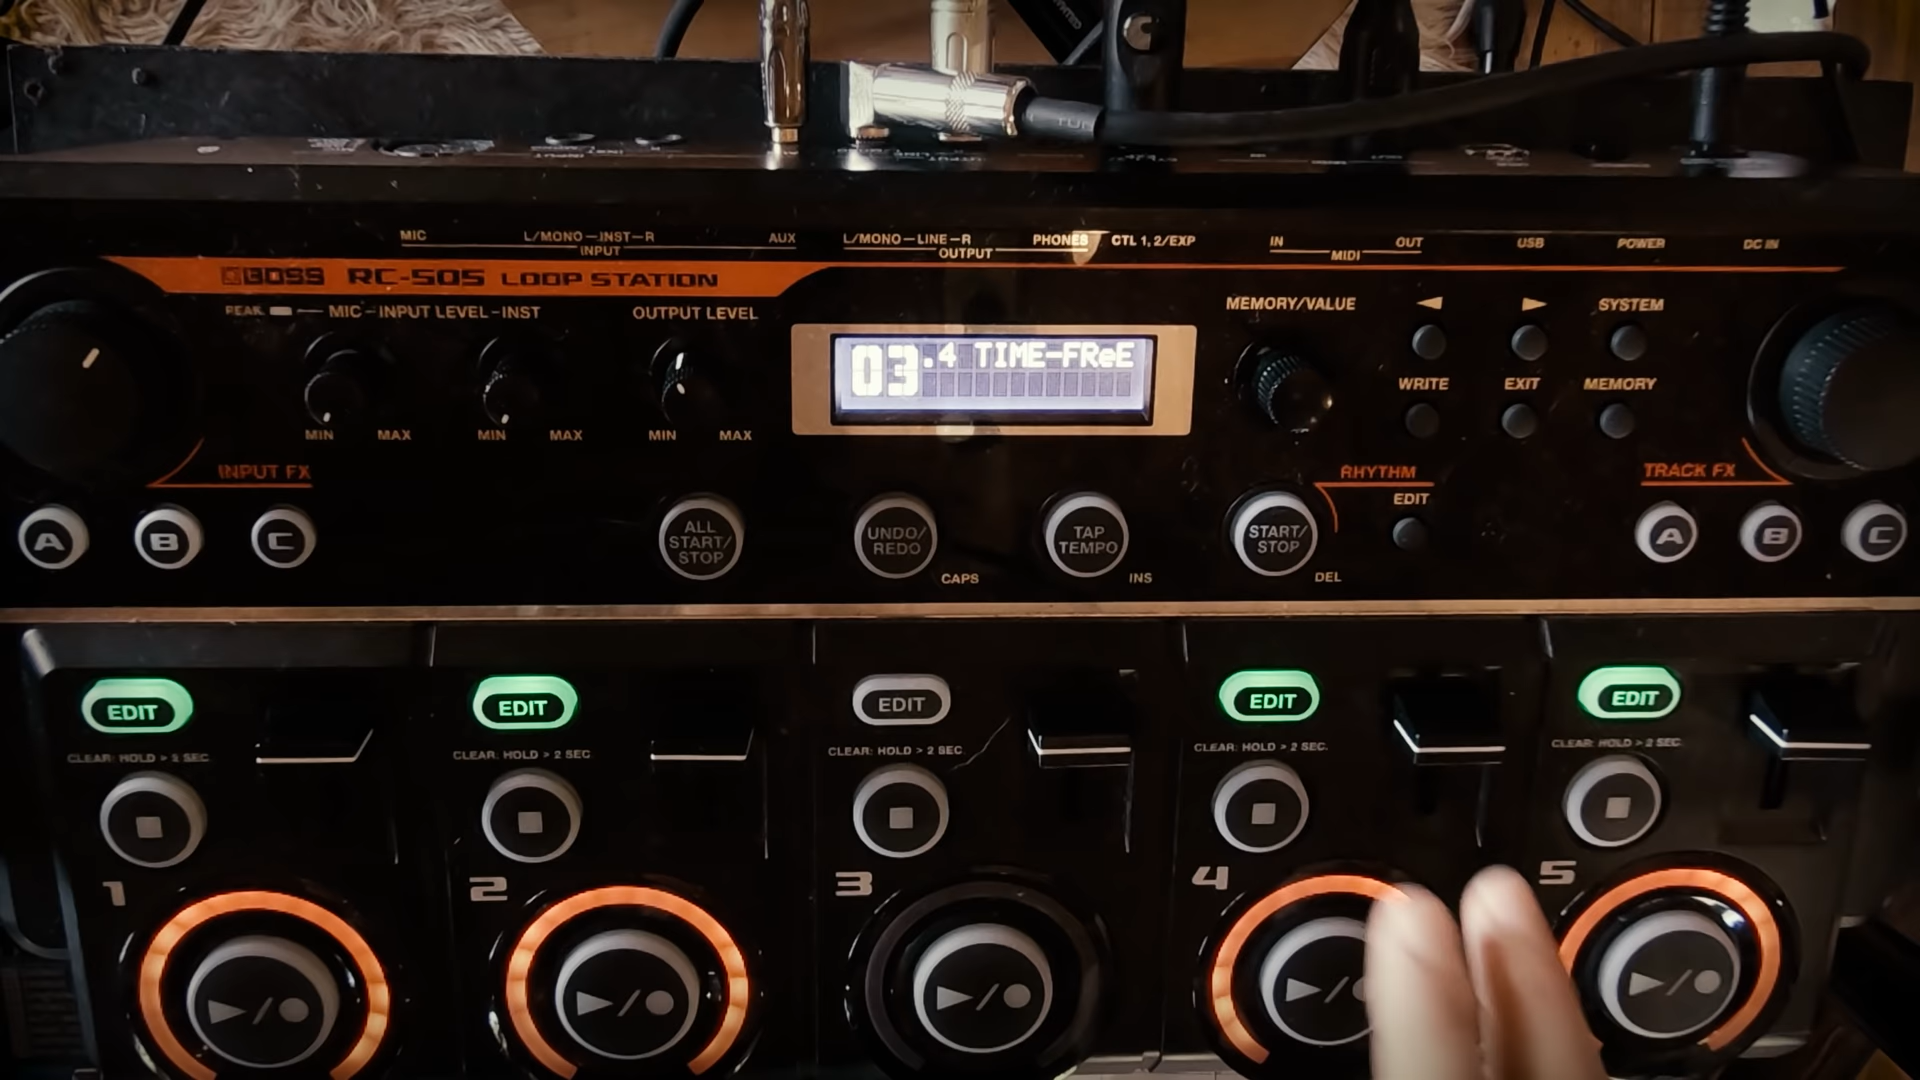 MIC L/MONO–INST–R AUX L/MONO–LINE–R PHONES CTL 1, 2/EXP IN OUT USB POWER DC IN
INPUT OUTPUT MIDI
BOSS RC-505 LOOP STATION
PEAK MIC–INPUT LEVEL–INST OUTPUT LEVEL MEMORY/VALUE ◀ ▶ SYSTEM
03.4 TIME-FReE
WRITE EXIT MEMORY
MIN MAX MIN MAX MIN MAX
INPUT FX RHYTHM TRACK FX
EDIT
A B C ALL START/STOP UNDO/REDO TAP TEMPO START/STOP A B C
CAPS INS DEL
EDIT EDIT EDIT EDIT EDIT
CLEAR: HOLD > 2 SEC. CLEAR: HOLD > 2 SEC. CLEAR: HOLD > 2 SEC CLEAR: HOLD > 2 SEC. CLEAR: HOLD > 2 SEC.
1 2 3 4 5